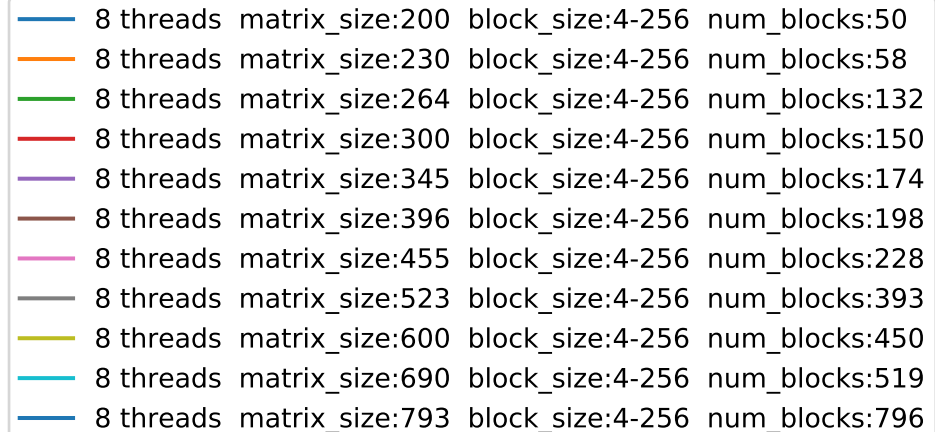 8 threads matrix_size:200 block_size:4-256 num_blocks:50
8 threads matrix_size:230 block_size:4-256 num_blocks:58
8 threads matrix_size:264 block_size:4-256 num_blocks:132
8 threads matrix_size:300 block_size:4-256 num_blocks:150
8 threads matrix_size:345 block_size:4-256 num_blocks:174
8 threads matrix_size:396 block_size:4-256 num_blocks:198
8 threads matrix_size:455 block_size:4-256 num_blocks:228
8 threads matrix_size:523 block_size:4-256 num_blocks:393
8 threads matrix_size:600 block_size:4-256 num_blocks:450
8 threads matrix_size:690 block_size:4-256 num_blocks:519
8 threads matrix_size:793 block_size:4-256 num_blocks:796